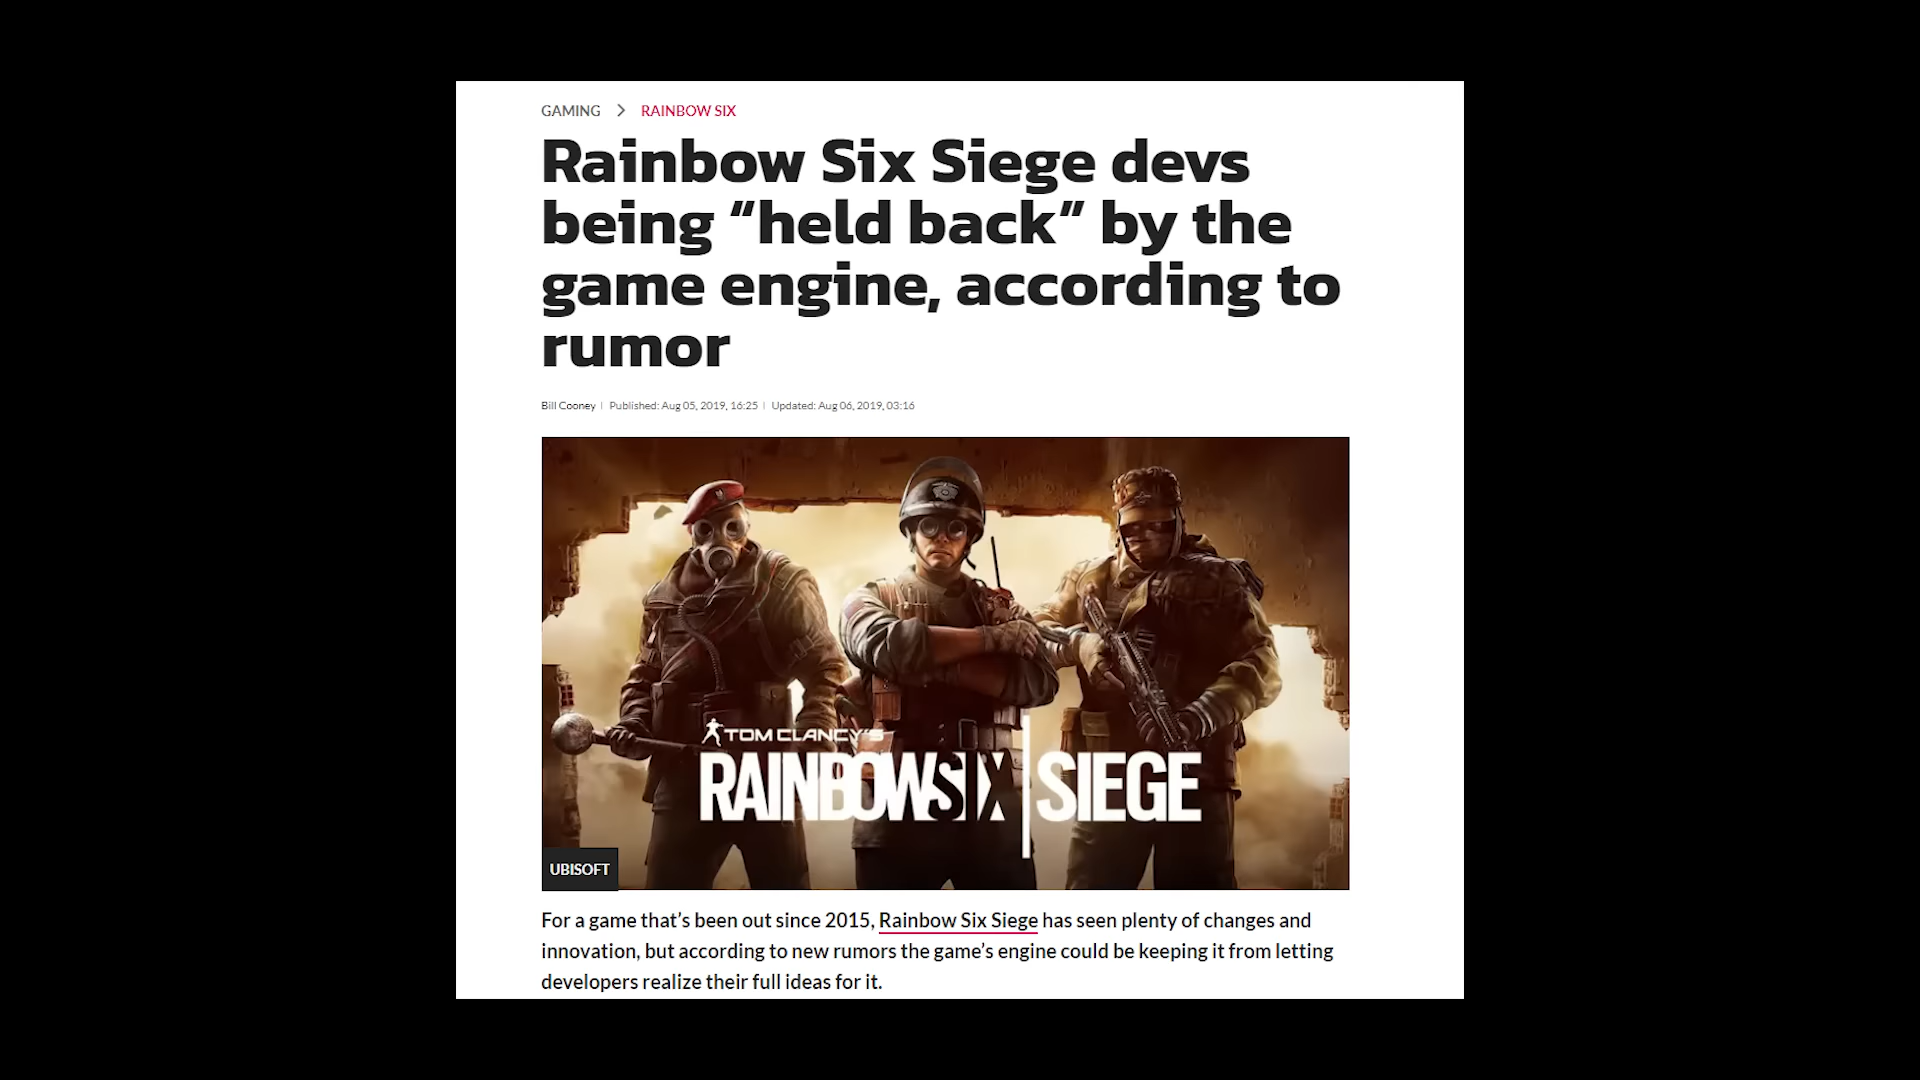 GAMING > RAINBOW SIX
Rainbow Six Siege devs
being “held back” by the
game engine, according to
rumor
Bill Cooney | Published: Aug 05, 2019, 16:25 | Updated: Aug 06, 2019, 03:16
TOM CLANCY'S
RAINBOWSIX | SIEGE
UBISOFT
For a game that’s been out since 2015, Rainbow Six Siege has seen plenty of changes and
innovation, but according to new rumors the game’s engine could be keeping it from letting
developers realize their full ideas for it.